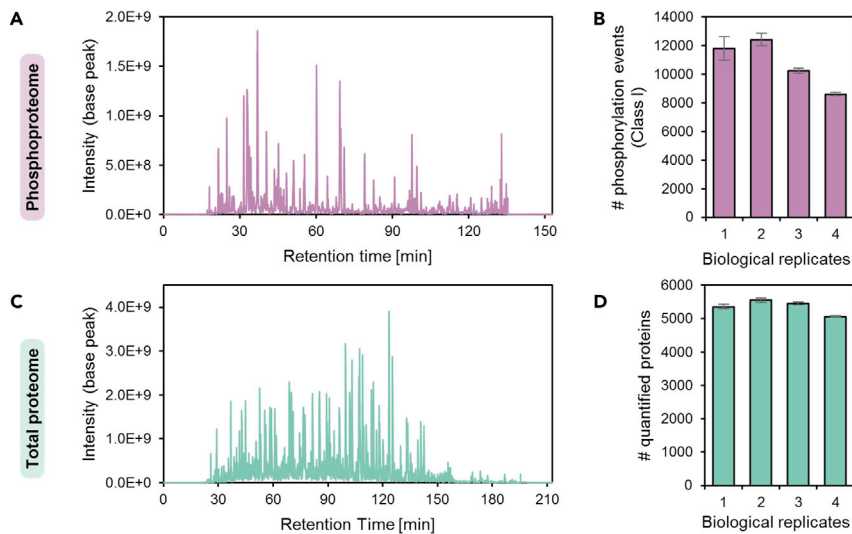 A
Phosphoproteome
Intensity (base peak)
2.0E+9
1.5E+9
1.0E+9
5.0E+8
0.0E+0
0 30 60 90 120 150
Retention time [min]
B
# phosphorylation events
(Class I)
14000
12000
10000
8000
6000
4000
2000
0
1 2 3 4
Biological replicates
C
Total proteome
Intensity (base peak)
4.0E+9
3.0E+9
2.0E+9
1.0E+9
0.0E+0
0 30 60 90 120 150 180 210
Retention Time [min]
D
# quantified proteins
6000
5000
4000
3000
2000
1000
0
1 2 3 4
Biological replicates